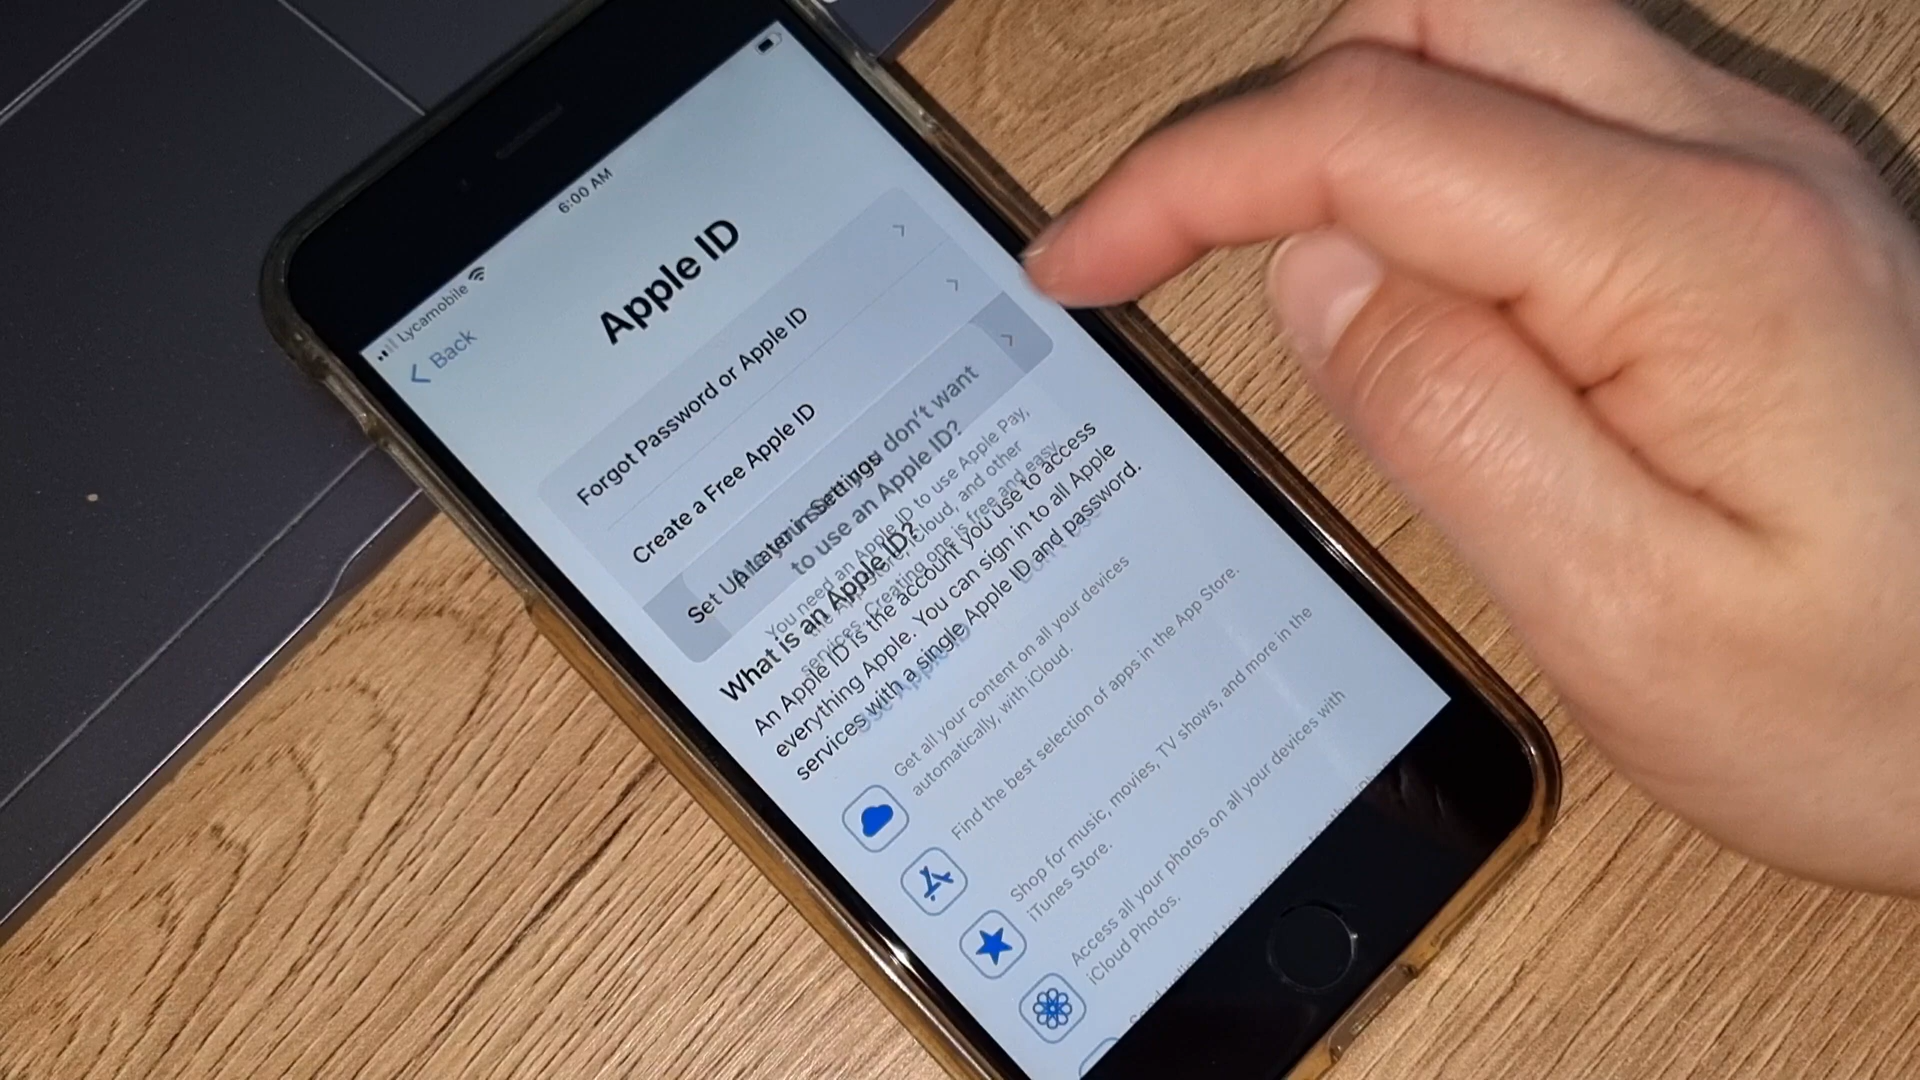 Lycamobile
6:00 AM
Back
Apple ID
Forgot Password or Apple ID
Create a Free Apple ID
Set Up Later in Settings
don't want
to use an Apple ID?
You need an Apple ID to use Apple Pay,
iCloud, and other
services. Creating one is free and easy.
What is an Apple ID?
An Apple ID is the account you use to access
everything Apple. You can sign in to all Apple
services with a single Apple ID and password.
Get all your content on all your devices
automatically, with iCloud.
Find the best selection of apps in the App Store.
Shop for music, movies, TV shows, and more in the
iTunes Store.
Access all your photos on all your devices with
iCloud Photos.